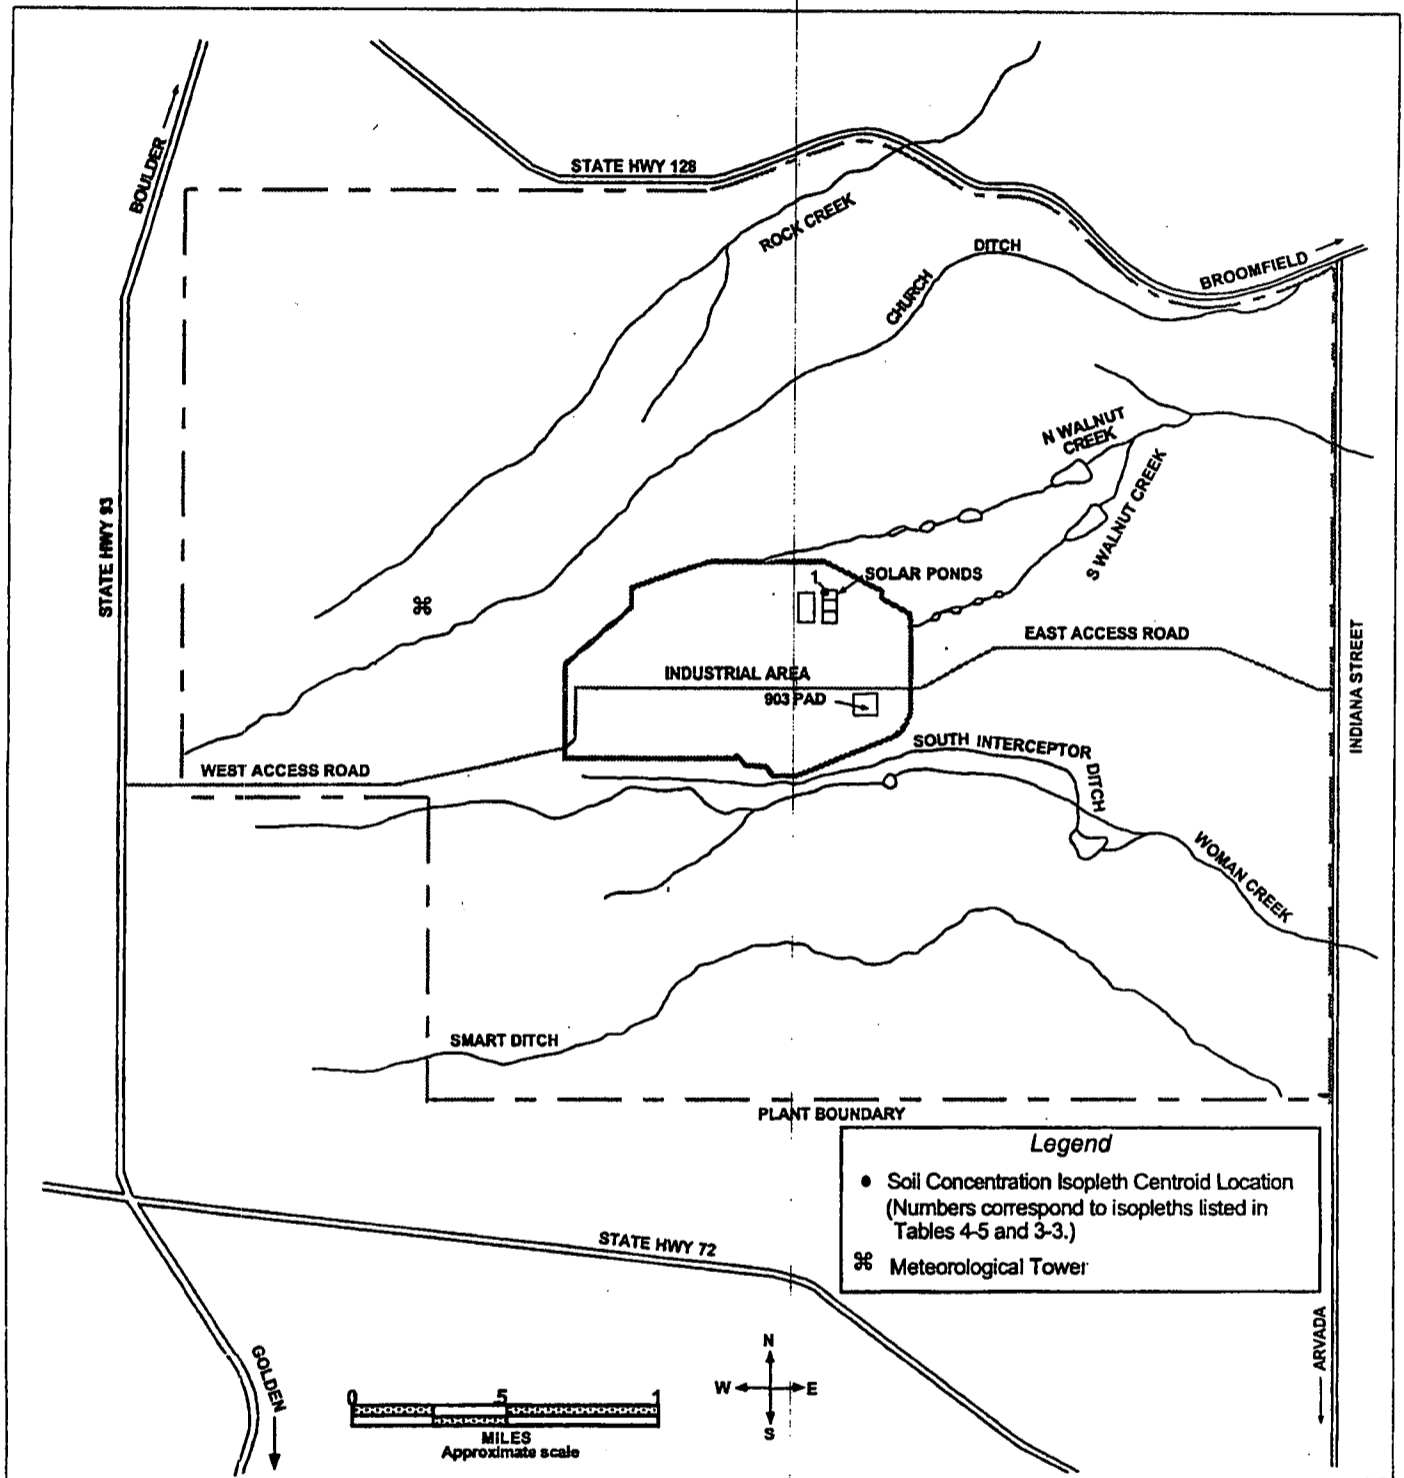 BOULDER
STATE HWY 128
ROCK CREEK
CHURCH
DITCH
BROOMFIELD
N WALNUT
CREEK
S WALNUT CREEK
STATE HWY 93
1
SOLAR PONDS
EAST ACCESS ROAD
INDIANA STREET
INDUSTRIAL AREA
903 PAD
SOUTH INTERCEPTOR
DITCH
WEST ACCESS ROAD
WOMAN CREEK
SMART DITCH
PLANT BOUNDARY
Legend
Soil Concentration Isopleth Centroid Location
(Numbers correspond to isopleths listed in
Tables 4-5 and 3-3.)
⌘ Meteorological Tower
STATE HWY 72
GOLDEN
ARVADA
N
W E
S
0 .5 1
MILES
Approximate scale